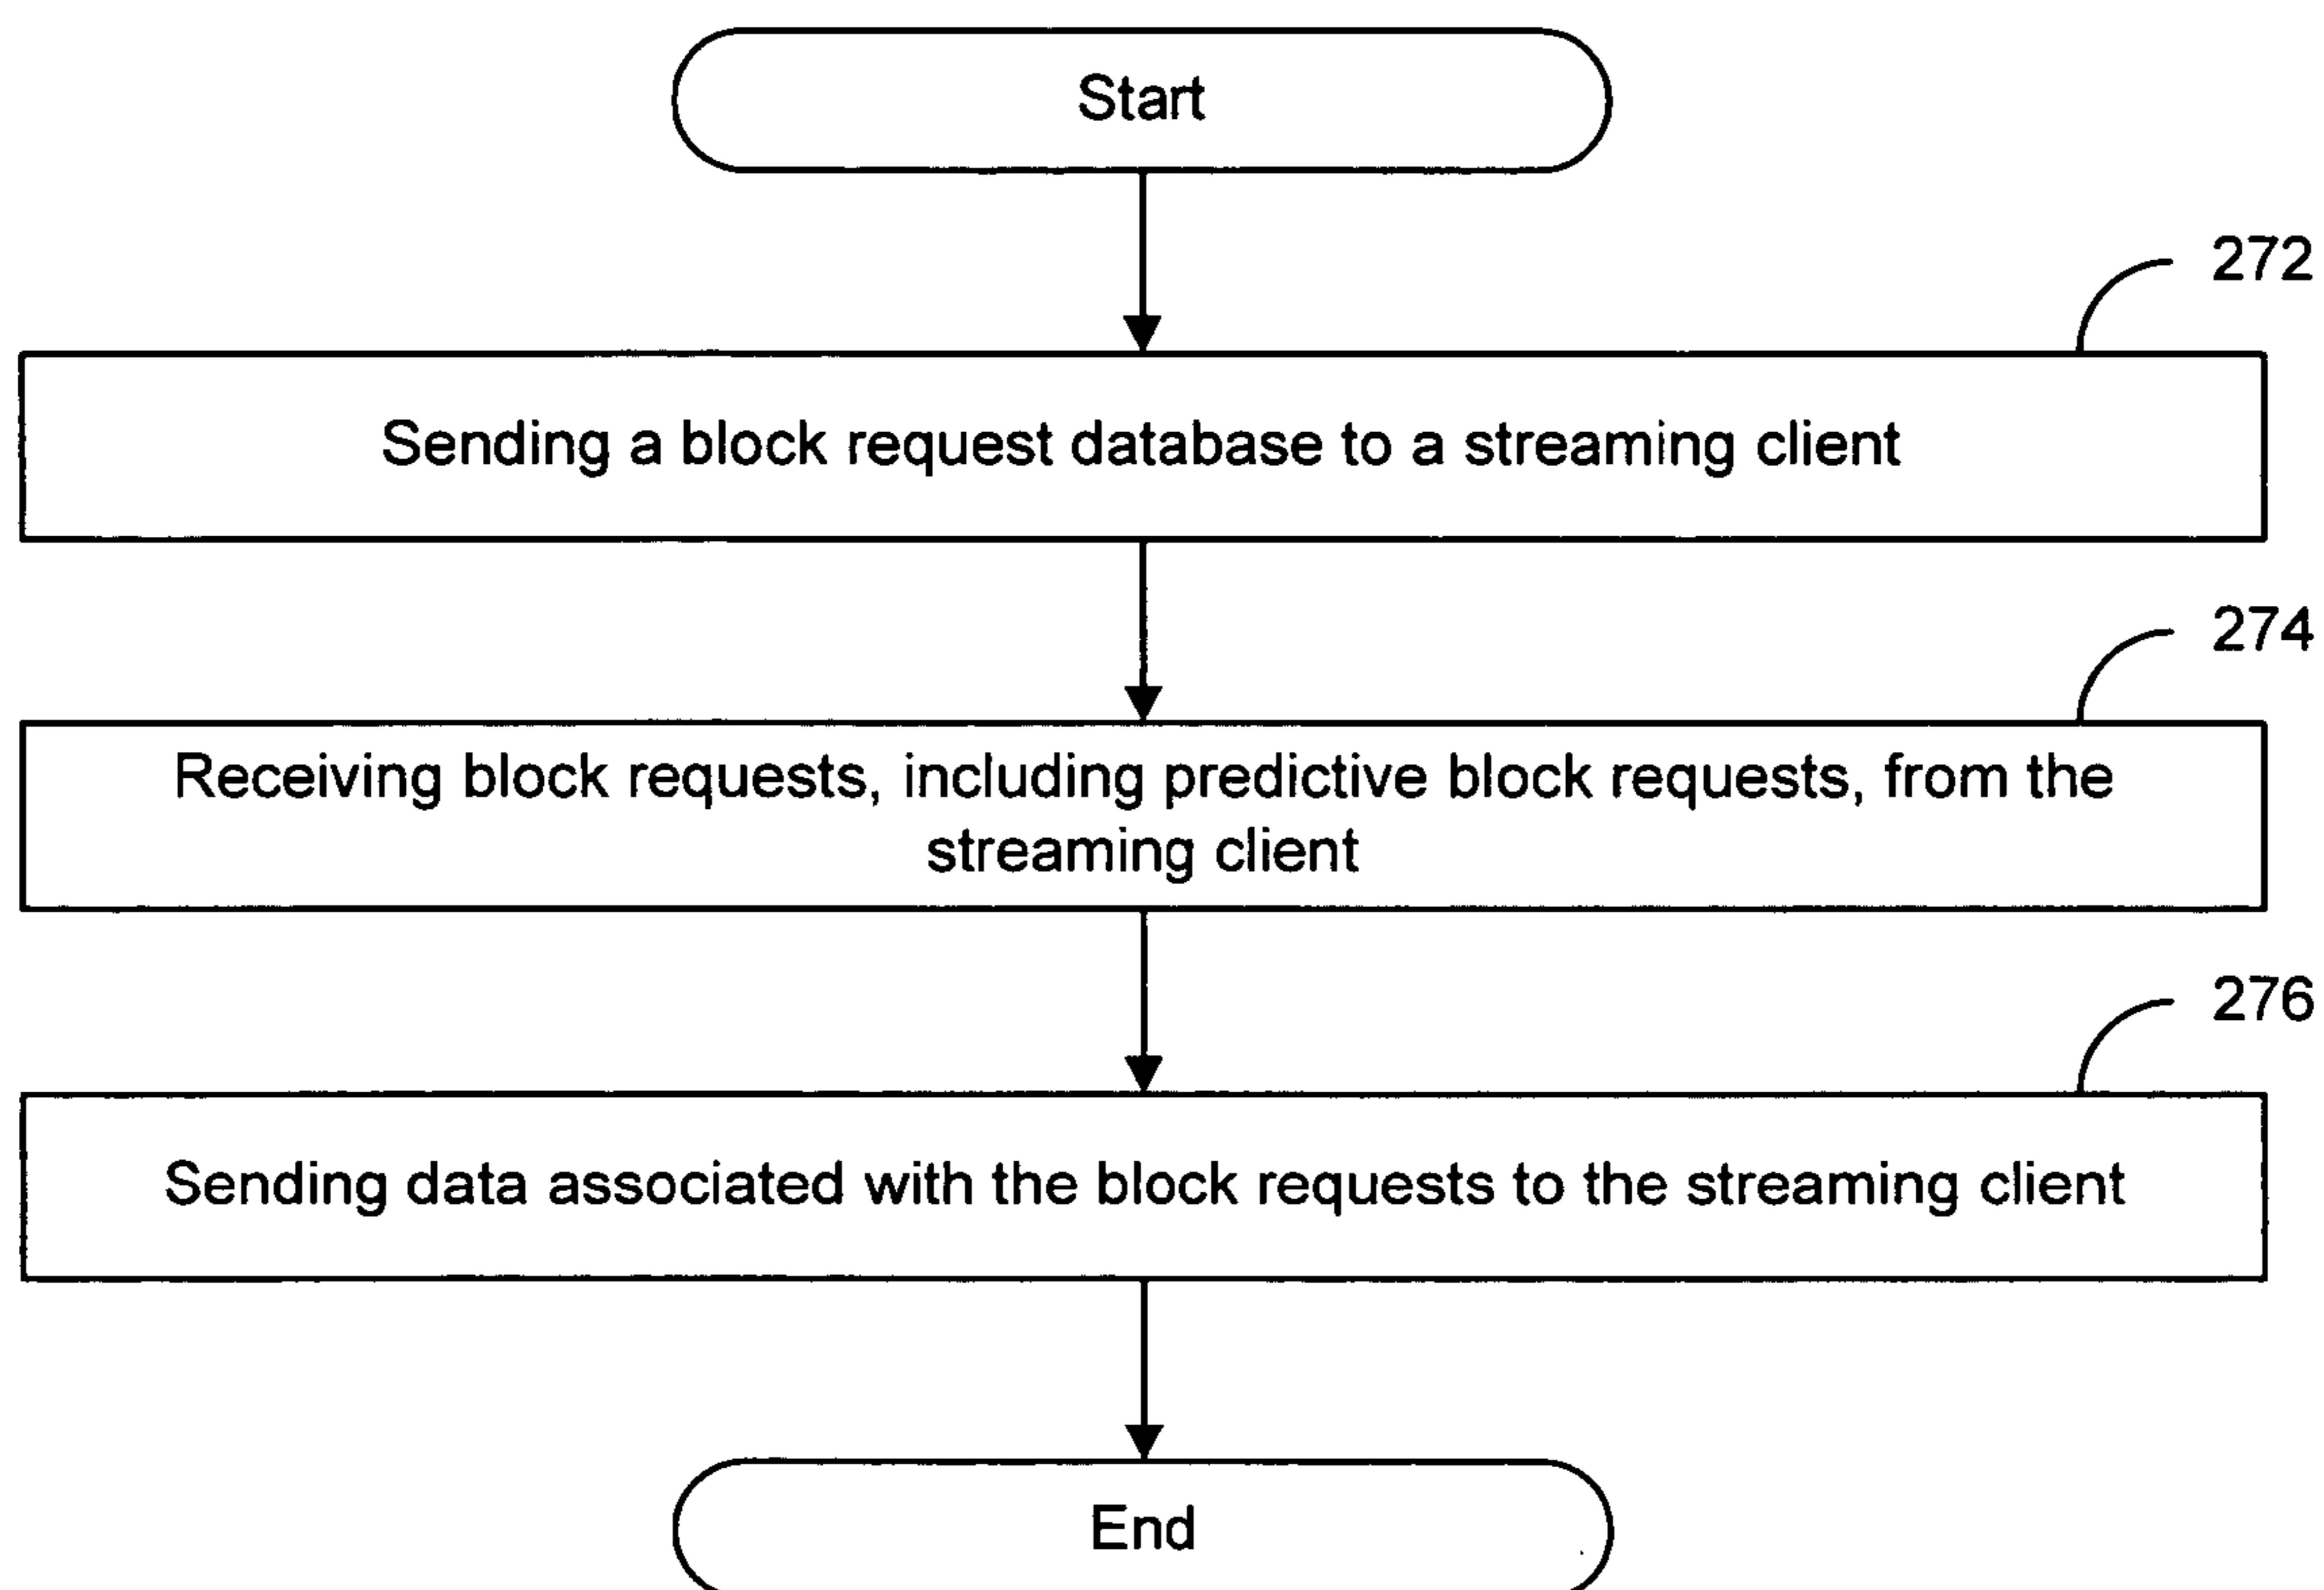 Start
272
Sending a block request database to a streaming client
274
Receiving block requests, including predictive block requests, from the
streaming client
276
Sending data associated with the block requests to the streaming client
End